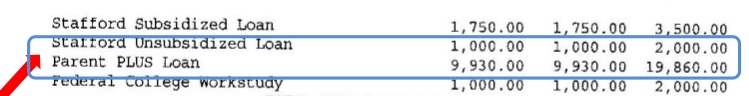 Stafford Subsidized Loan 1,750.00 1,750.00 3,500.00
Stafford Unsubsidized Loan 1,000.00 1,000.00 2,000.00
Parent PLUS Loan 9,930.00 9,930.00 19,860.00
Federal College Workstudy 1,000.00 1,000.00 2,000.00